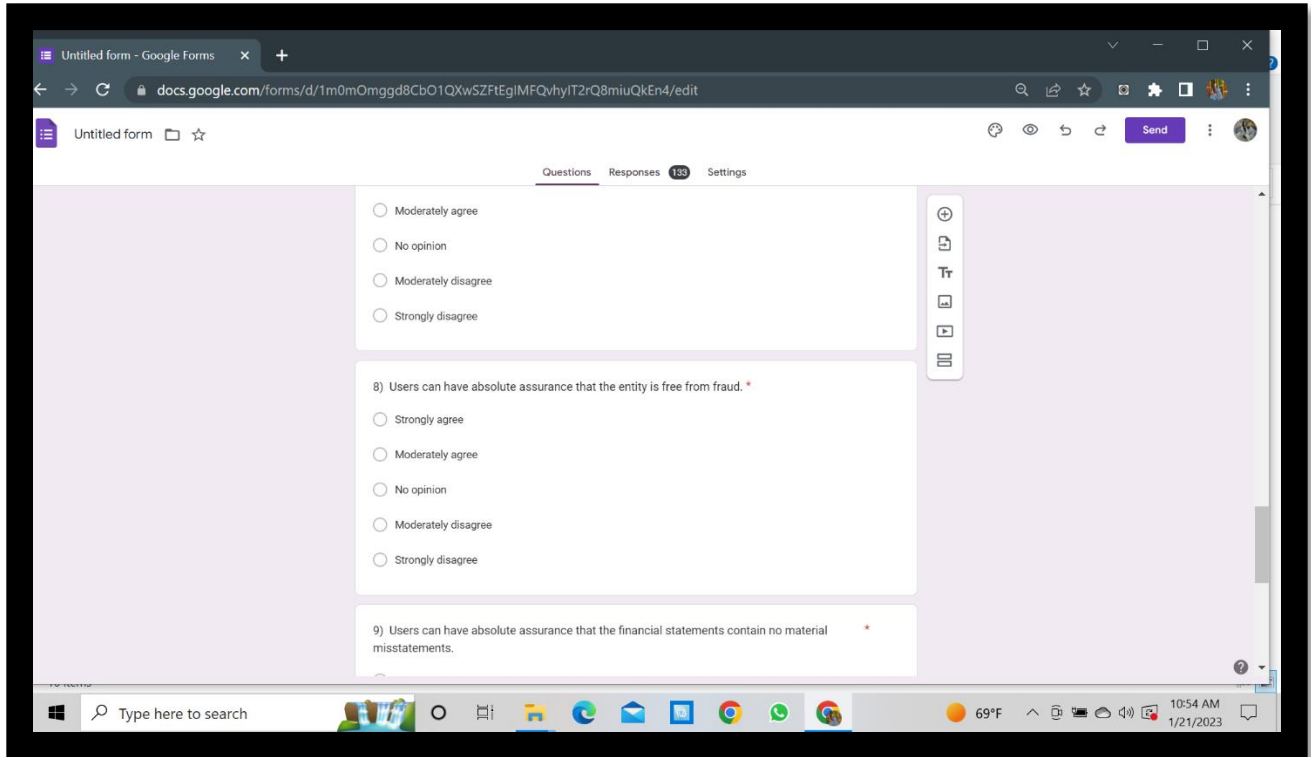 Untitled form - Google Forms
docs.google.com/forms/d/1m0mOmggd8CbO1QXwSZFtEgIMFQvhyIT2rQ8miuQkEn4/edit
Untitled form
Send
Questions Responses 133 Settings
Moderately agree
No opinion
Moderately disagree
Strongly disagree
Tт
8) Users can have absolute assurance that the entity is free from fraud. *
Strongly agree
Moderately agree
No opinion
Moderately disagree
Strongly disagree
9) Users can have absolute assurance that the financial statements contain no material *
misstatements.
Type here to search
69°F
10:54 AM
1/21/2023